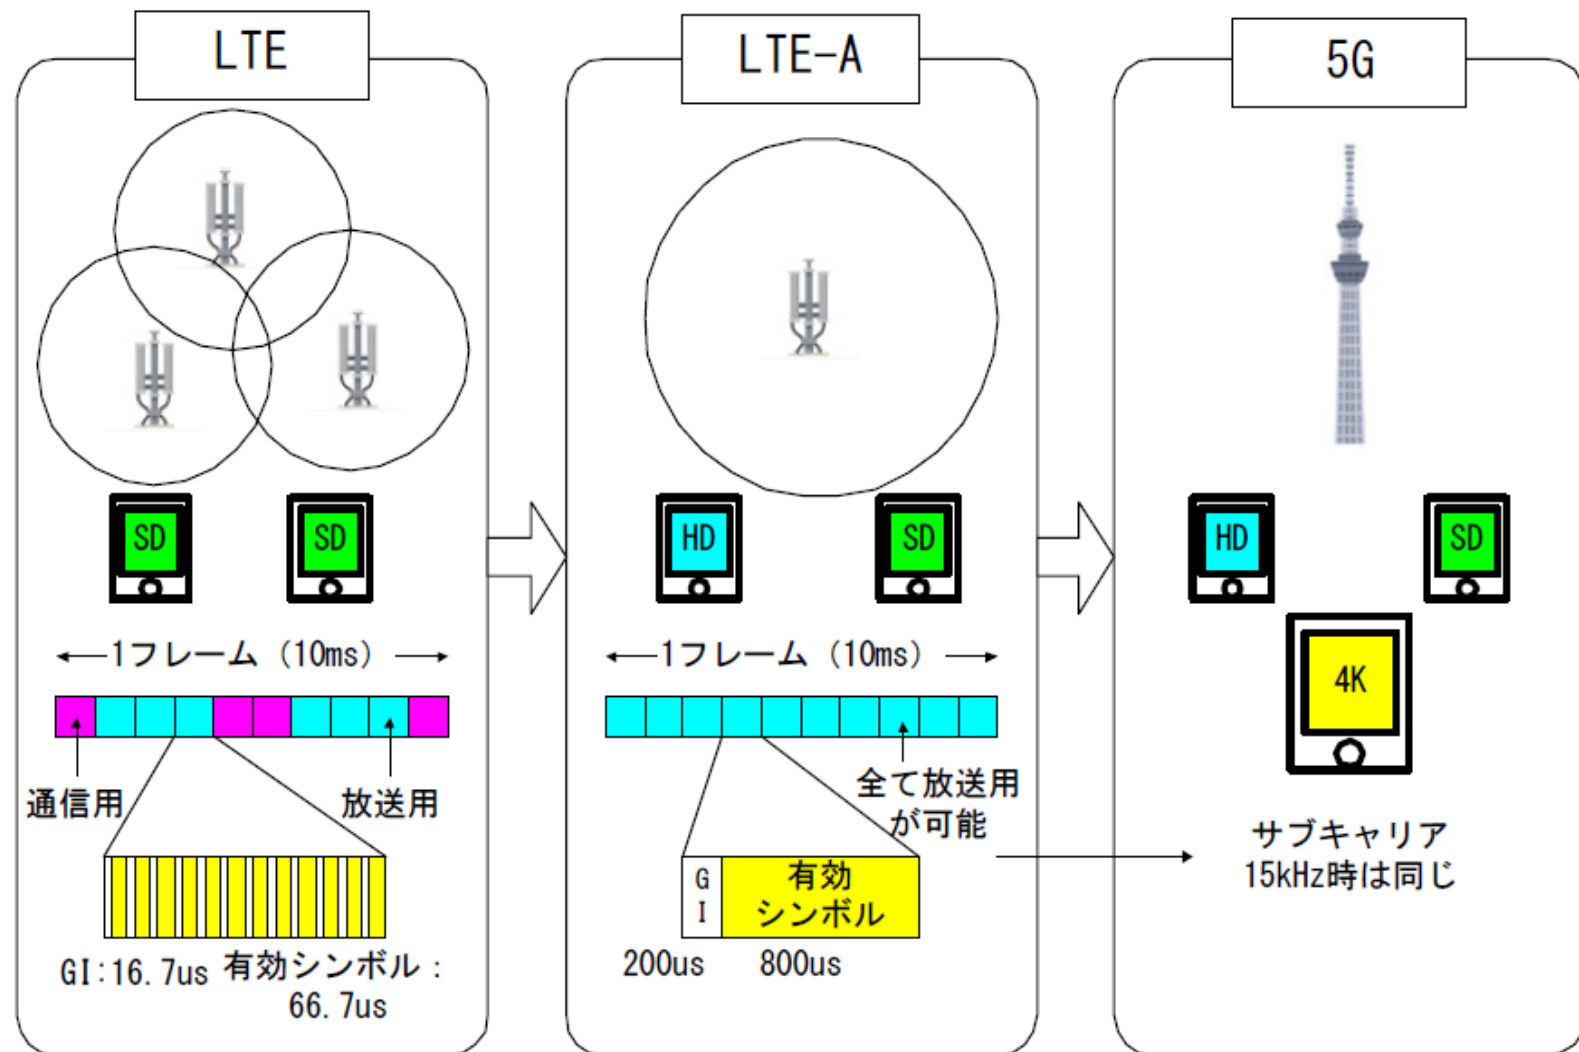 LTE
SD
SD
1フレーム（10ms）
通信用
放送用
GI:16.7us
有効シンボル：
66.7us
LTE-A
HD
SD
1フレーム（10ms）
全て放送用
が可能
G
I
有効
シンボル
200us
800us
5G
HD
SD
4K
サブキャリア
15kHz時は同じ